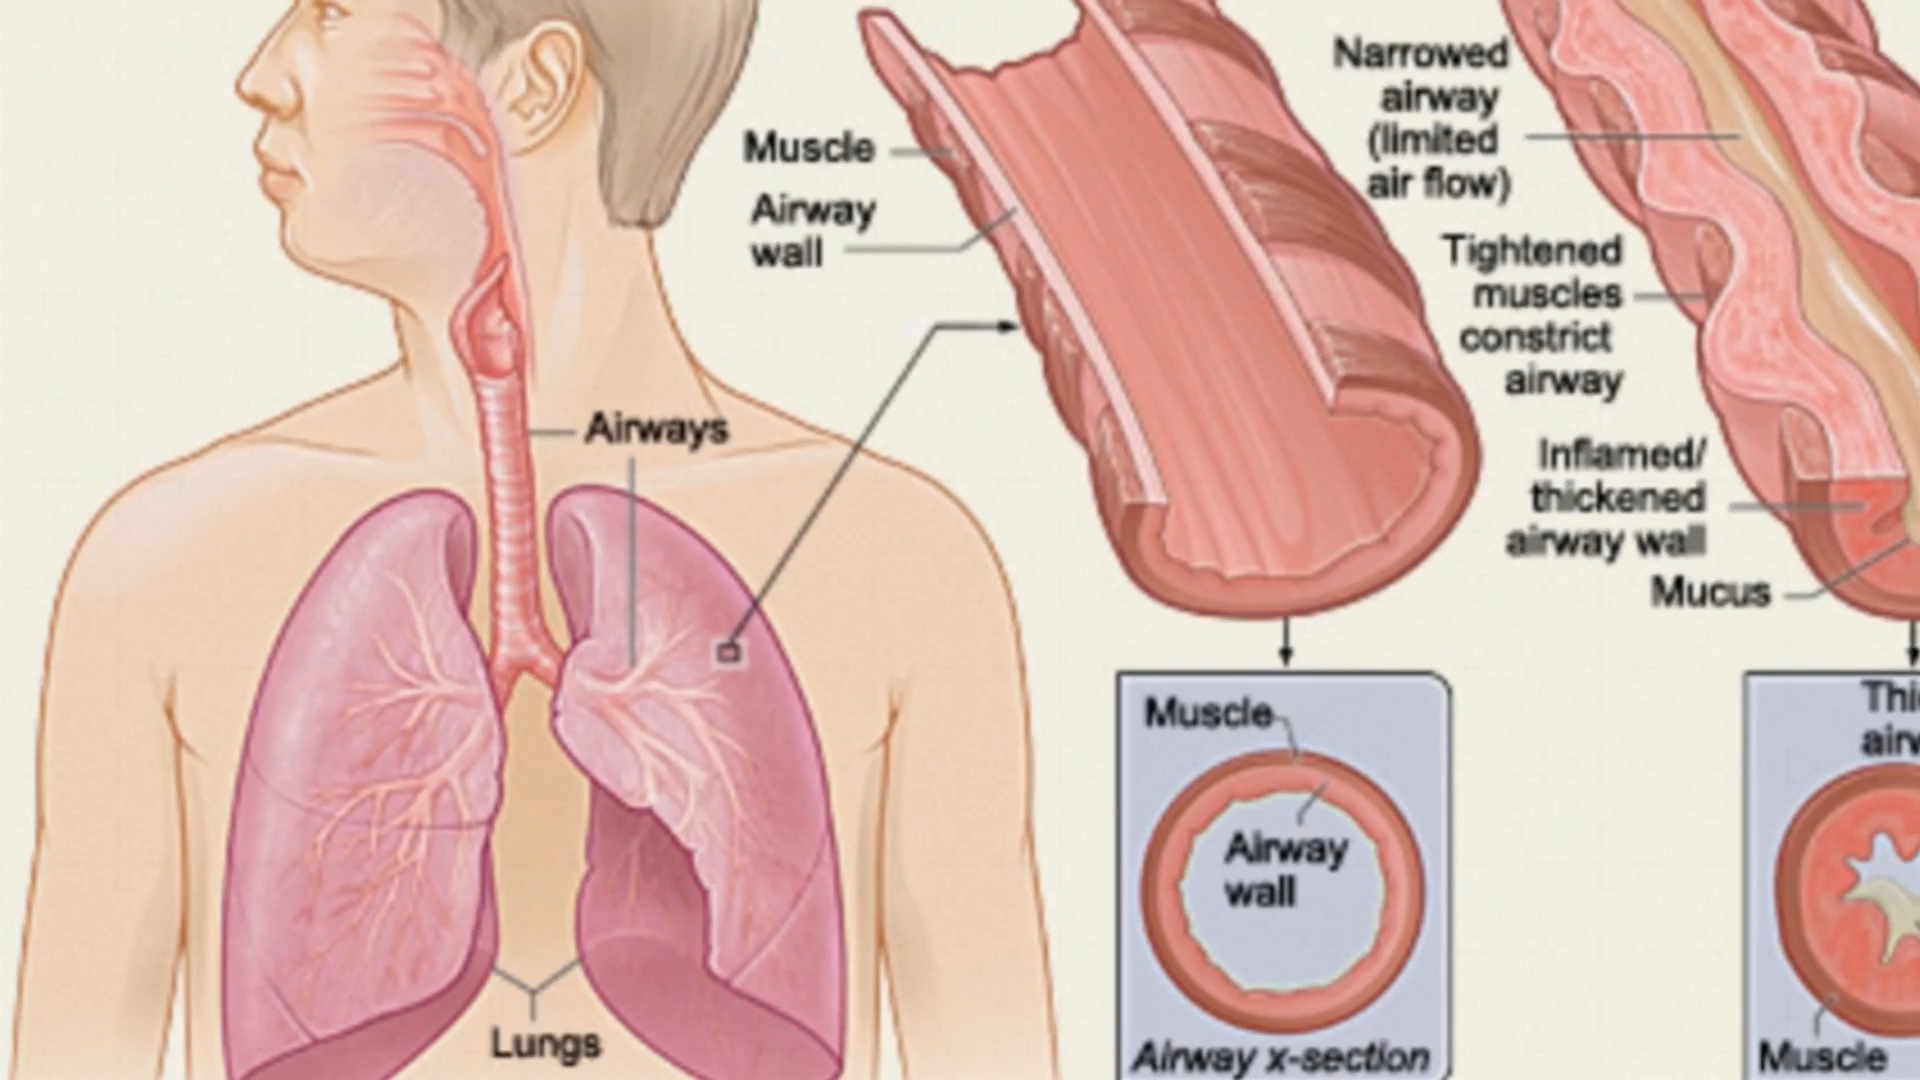 Muscle
Airway
wall
Airways
Lungs
Narrowed
airway
(limited
air flow)
Tightened
muscles
constrict
airway
Inflamed/
thickened
airway wall
Mucus
Muscle
Airway
wall
Airway x-section
Muscle